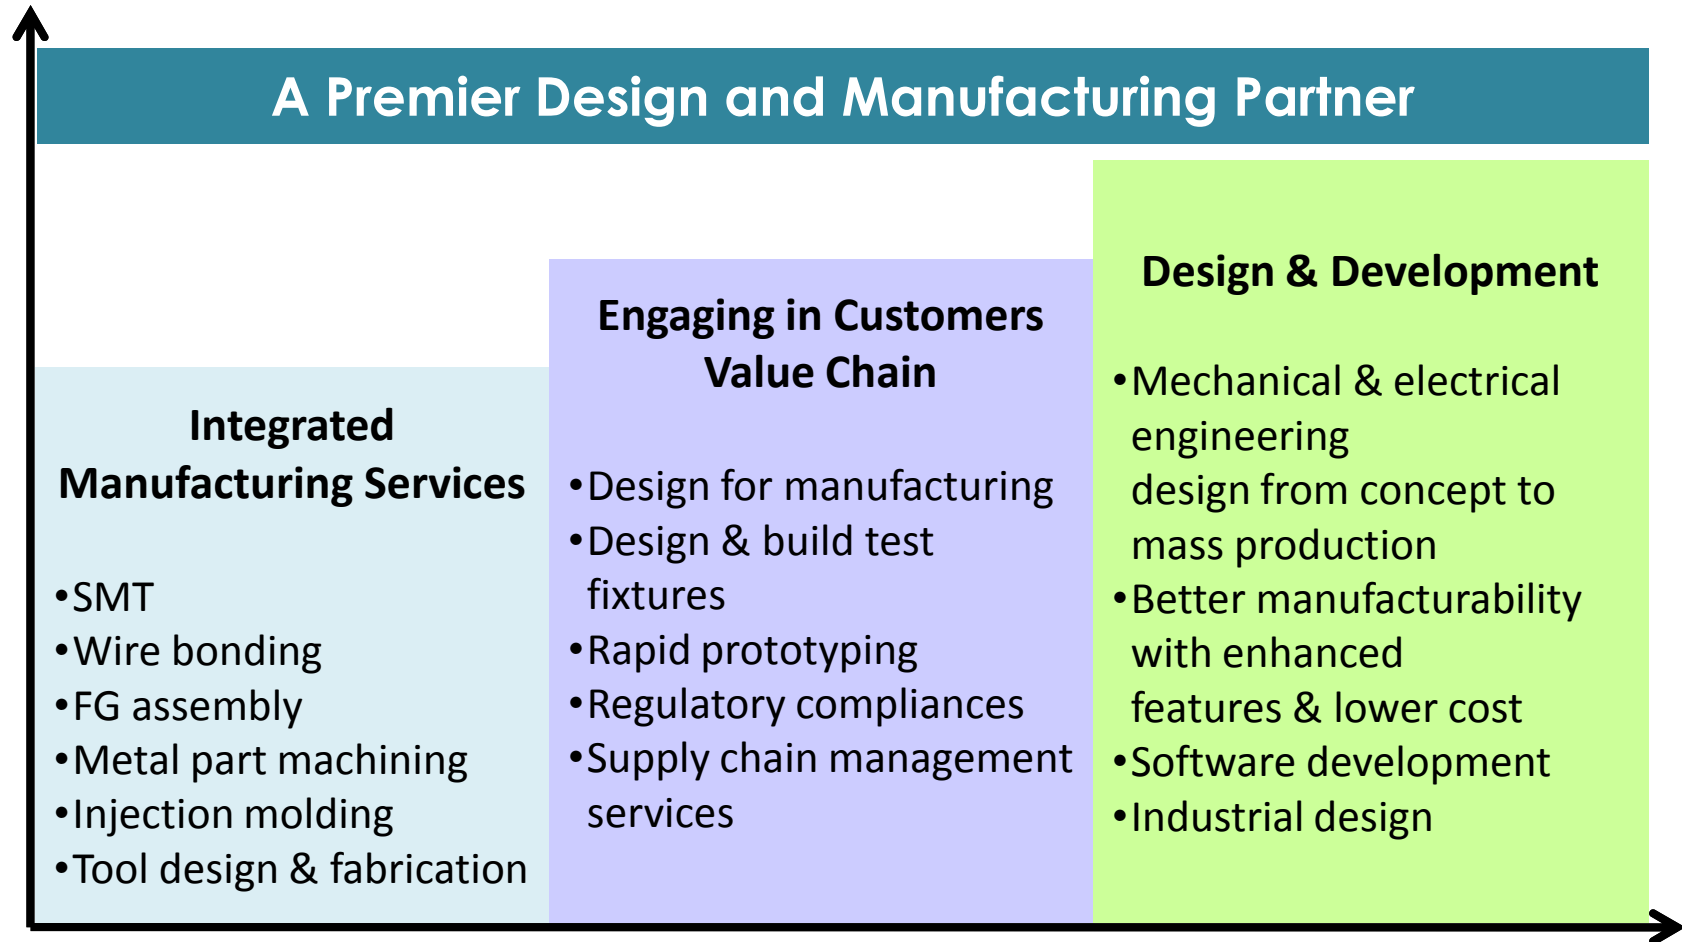 A Premier Design and Manufacturing Partner
Integrated
Manufacturing Services
•SMT
•Wire bonding
•FG assembly
•Metal part machining
•Injection molding
•Tool design & fabrication
Engaging in Customers
Value Chain
•Design for manufacturing
•Design & build test
fixtures
•Rapid prototyping
•Regulatory compliances
•Supply chain management
services
Design & Development
•Mechanical & electrical
engineering
design from concept to
mass production
•Better manufacturability
with enhanced
features & lower cost
•Software development
•Industrial design